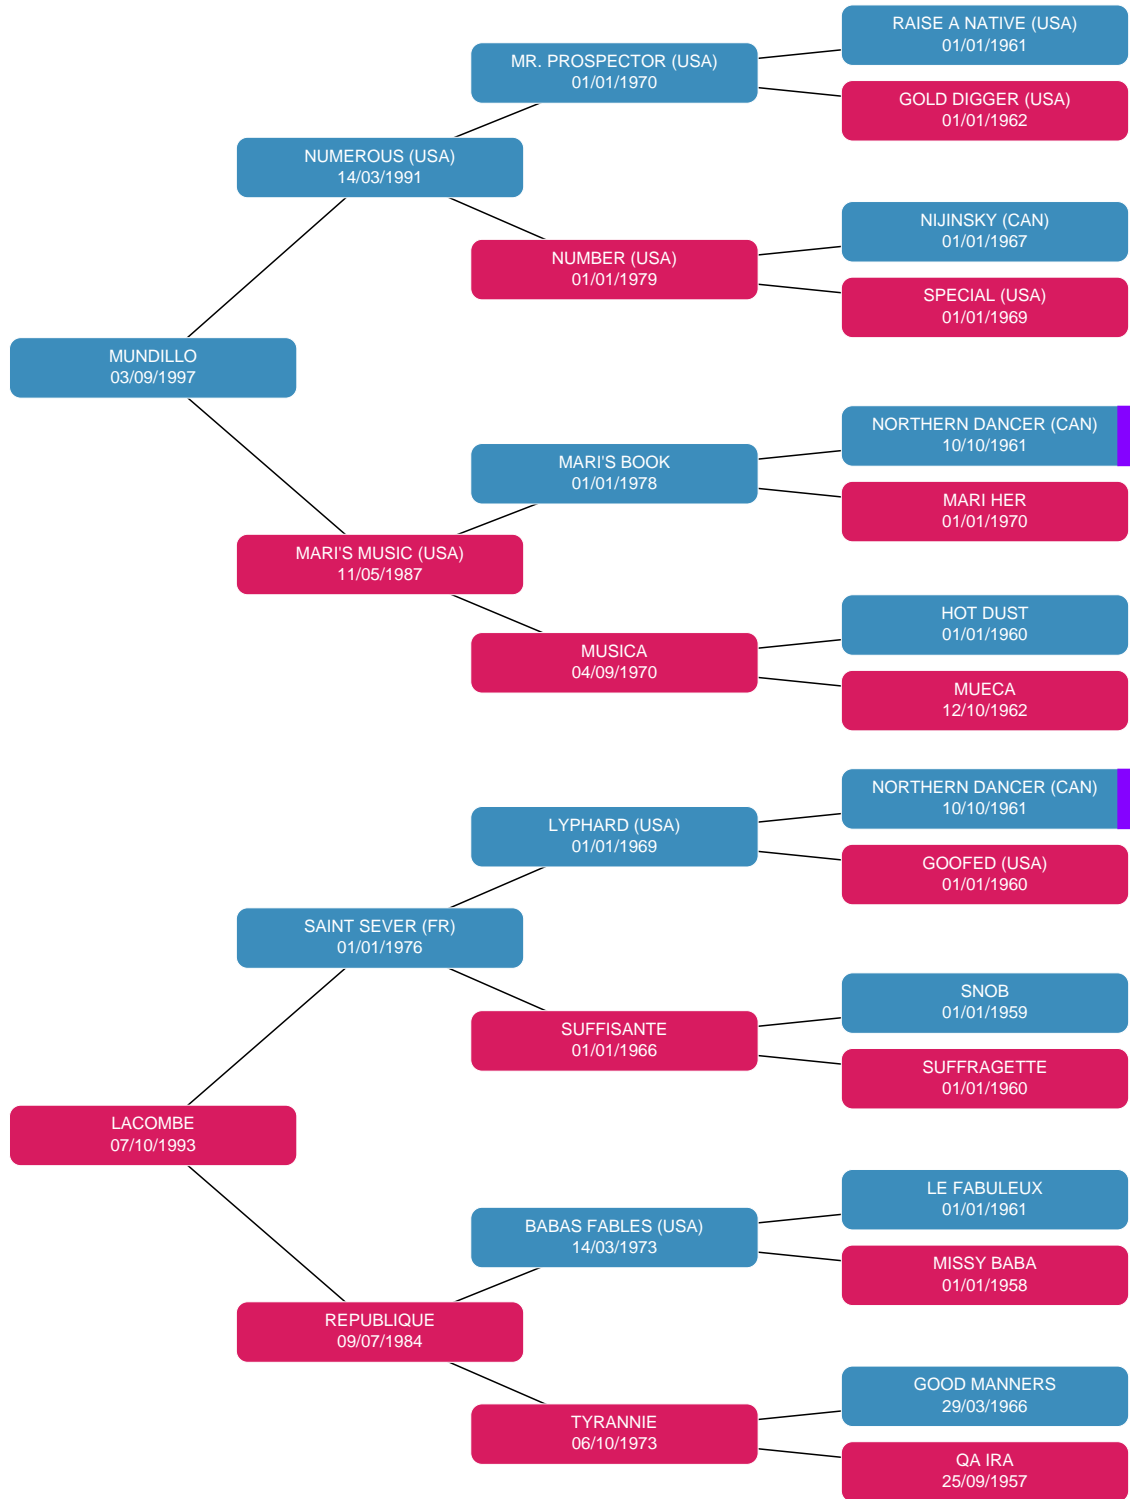 RAISE A NATIVE (USA)
01/01/1961
MR. PROSPECTOR (USA)
01/01/1970
GOLD DIGGER (USA)
01/01/1962
NUMEROUS (USA)
14/03/1991
NIJINSKY (CAN)
01/01/1967
NUMBER (USA)
01/01/1979
SPECIAL (USA)
01/01/1969
MUNDILLO
03/09/1997
NORTHERN DANCER (CAN)
10/10/1961
MARI'S BOOK
01/01/1978
MARI HER
01/01/1970
MARI'S MUSIC (USA)
11/05/1987
HOT DUST
01/01/1960
MUSICA
04/09/1970
MUECA
12/10/1962
NORTHERN DANCER (CAN)
10/10/1961
LYPHARD (USA)
01/01/1969
GOOFED (USA)
01/01/1960
SAINT SEVER (FR)
01/01/1976
SNOB
01/01/1959
SUFFISANTE
01/01/1966
SUFFRAGETTE
01/01/1960
LACOMBE
07/10/1993
LE FABULEUX
01/01/1961
BABAS FABLES (USA)
14/03/1973
MISSY BABA
01/01/1958
REPUBLIQUE
09/07/1984
GOOD MANNERS
29/03/1966
TYRANNIE
06/10/1973
QA IRA
25/09/1957